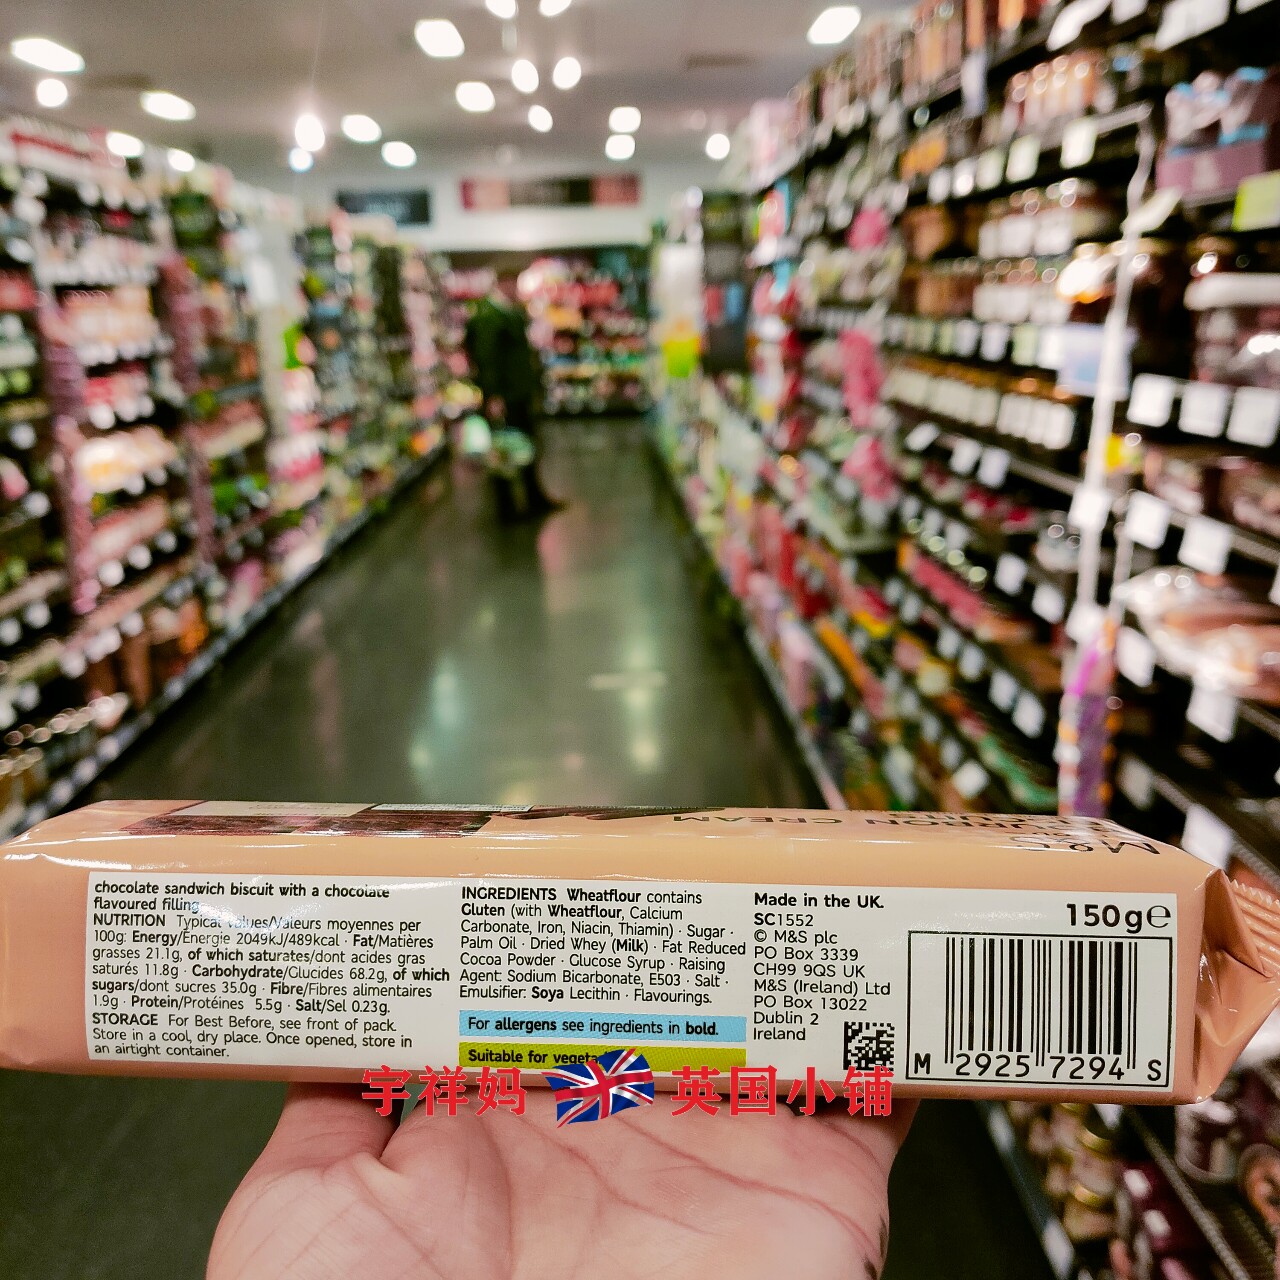 BOURBON CREAM
M&S
chocolate sandwich biscuit with a chocolate
flavoured filling
NUTRITION Typical values/Valeurs moyennes per
100g: Energy/Énergie 2049kJ/489kcal · Fat/Matières
grasses 21.1g, of which saturates/dont acides gras
saturés 11.8g · Carbohydrate/Glucides 68.2g, of which
sugars/dont sucres 35.0g · Fibre/Fibres alimentaires
1.9g · Protein/Protéines 5.5g · Salt/Sel 0.23g.
STORAGE For Best Before, see front of pack.
Store in a cool, dry place. Once opened, store in
an airtight container.
INGREDIENTS Wheatflour contains
Gluten (with Wheatflour, Calcium
Carbonate, Iron, Niacin, Thiamin) · Sugar ·
Palm Oil · Dried Whey (Milk) · Fat Reduced
Cocoa Powder · Glucose Syrup · Raising
Agent: Sodium Bicarbonate, E503 · Salt ·
Emulsifier: Soya Lecithin · Flavourings.
For allergens see ingredients in bold.
Suitable for
Made in the UK.
SC1552
© M&S plc
PO Box 3339
CH99 9QS UK
M&S (Ireland) Ltd
PO Box 13022
Dublin 2
Ireland
150g℮
M 2925 7294 S
宇祥妈 英国小铺